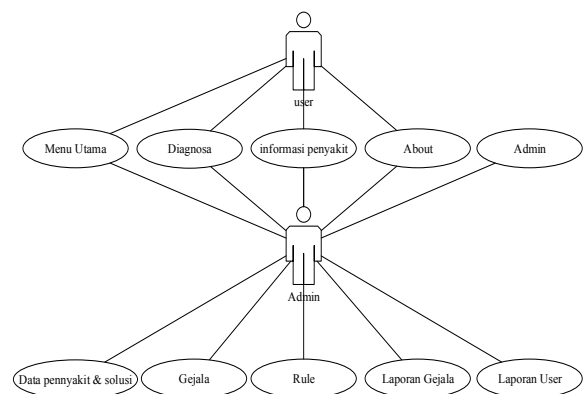 user
Menu Utama
Diagnosa
informasi penyakit
About
Admin
Admin
Data pennyakit & solusi
Gejala
Rule
Laporan Gejala
Laporan User